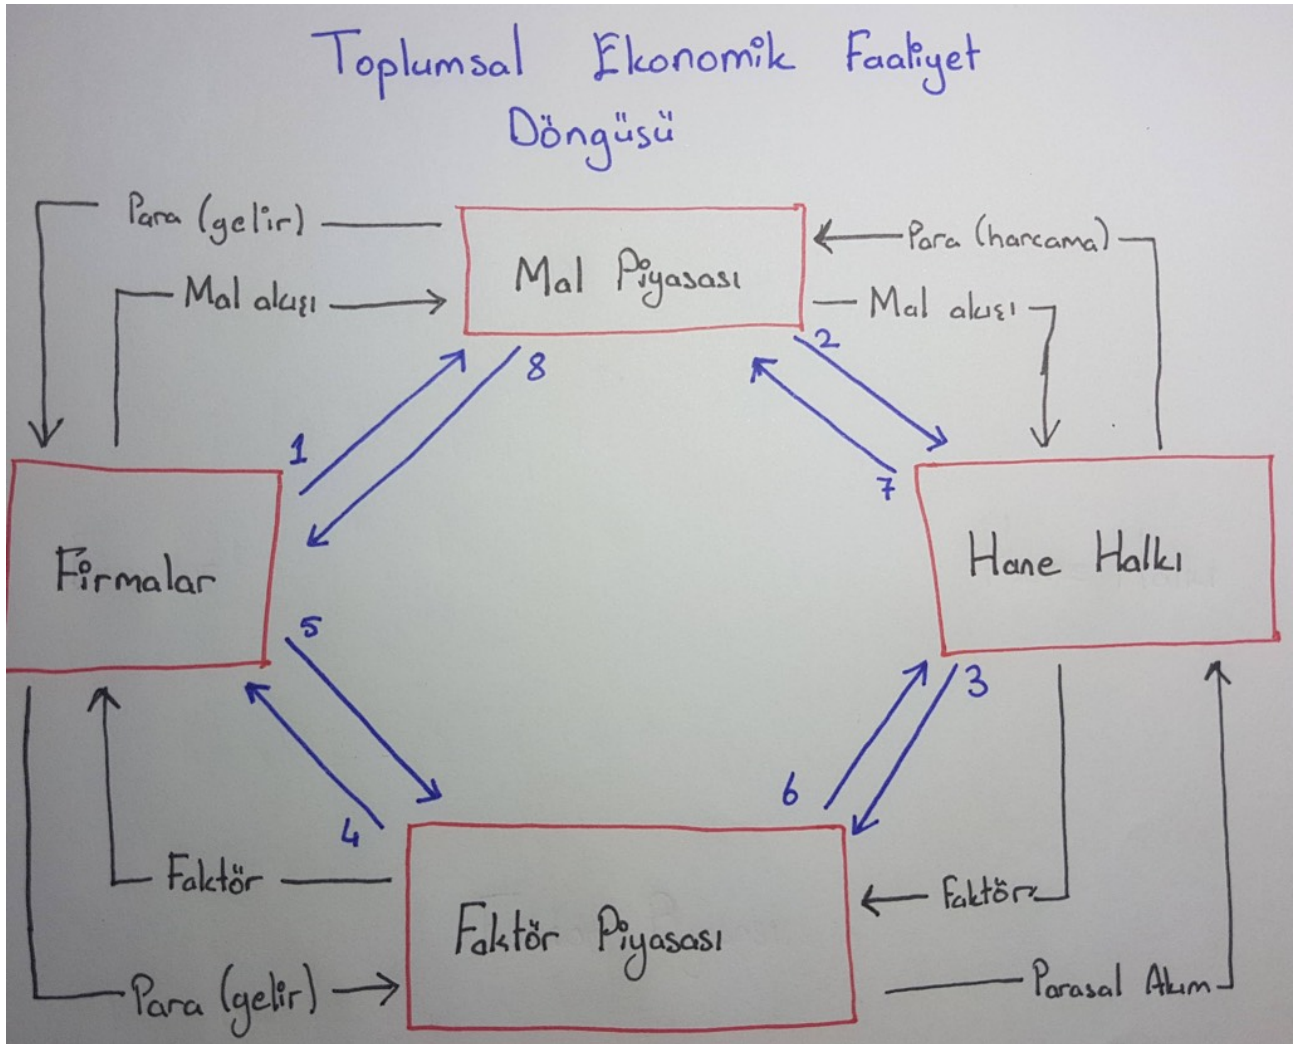 Toplumsal Ekonomik Faaliyet
Döngüsü
Para (gelir)
Para (harcama)
Mal Piyasası
Mal akışı
Mal akışı
2
8
1
7
Firmalar
Hane Halkı
5
3
6
4
Faktör
Faktör
Faktör Piyasası
Para (gelir)
Parasal Akım